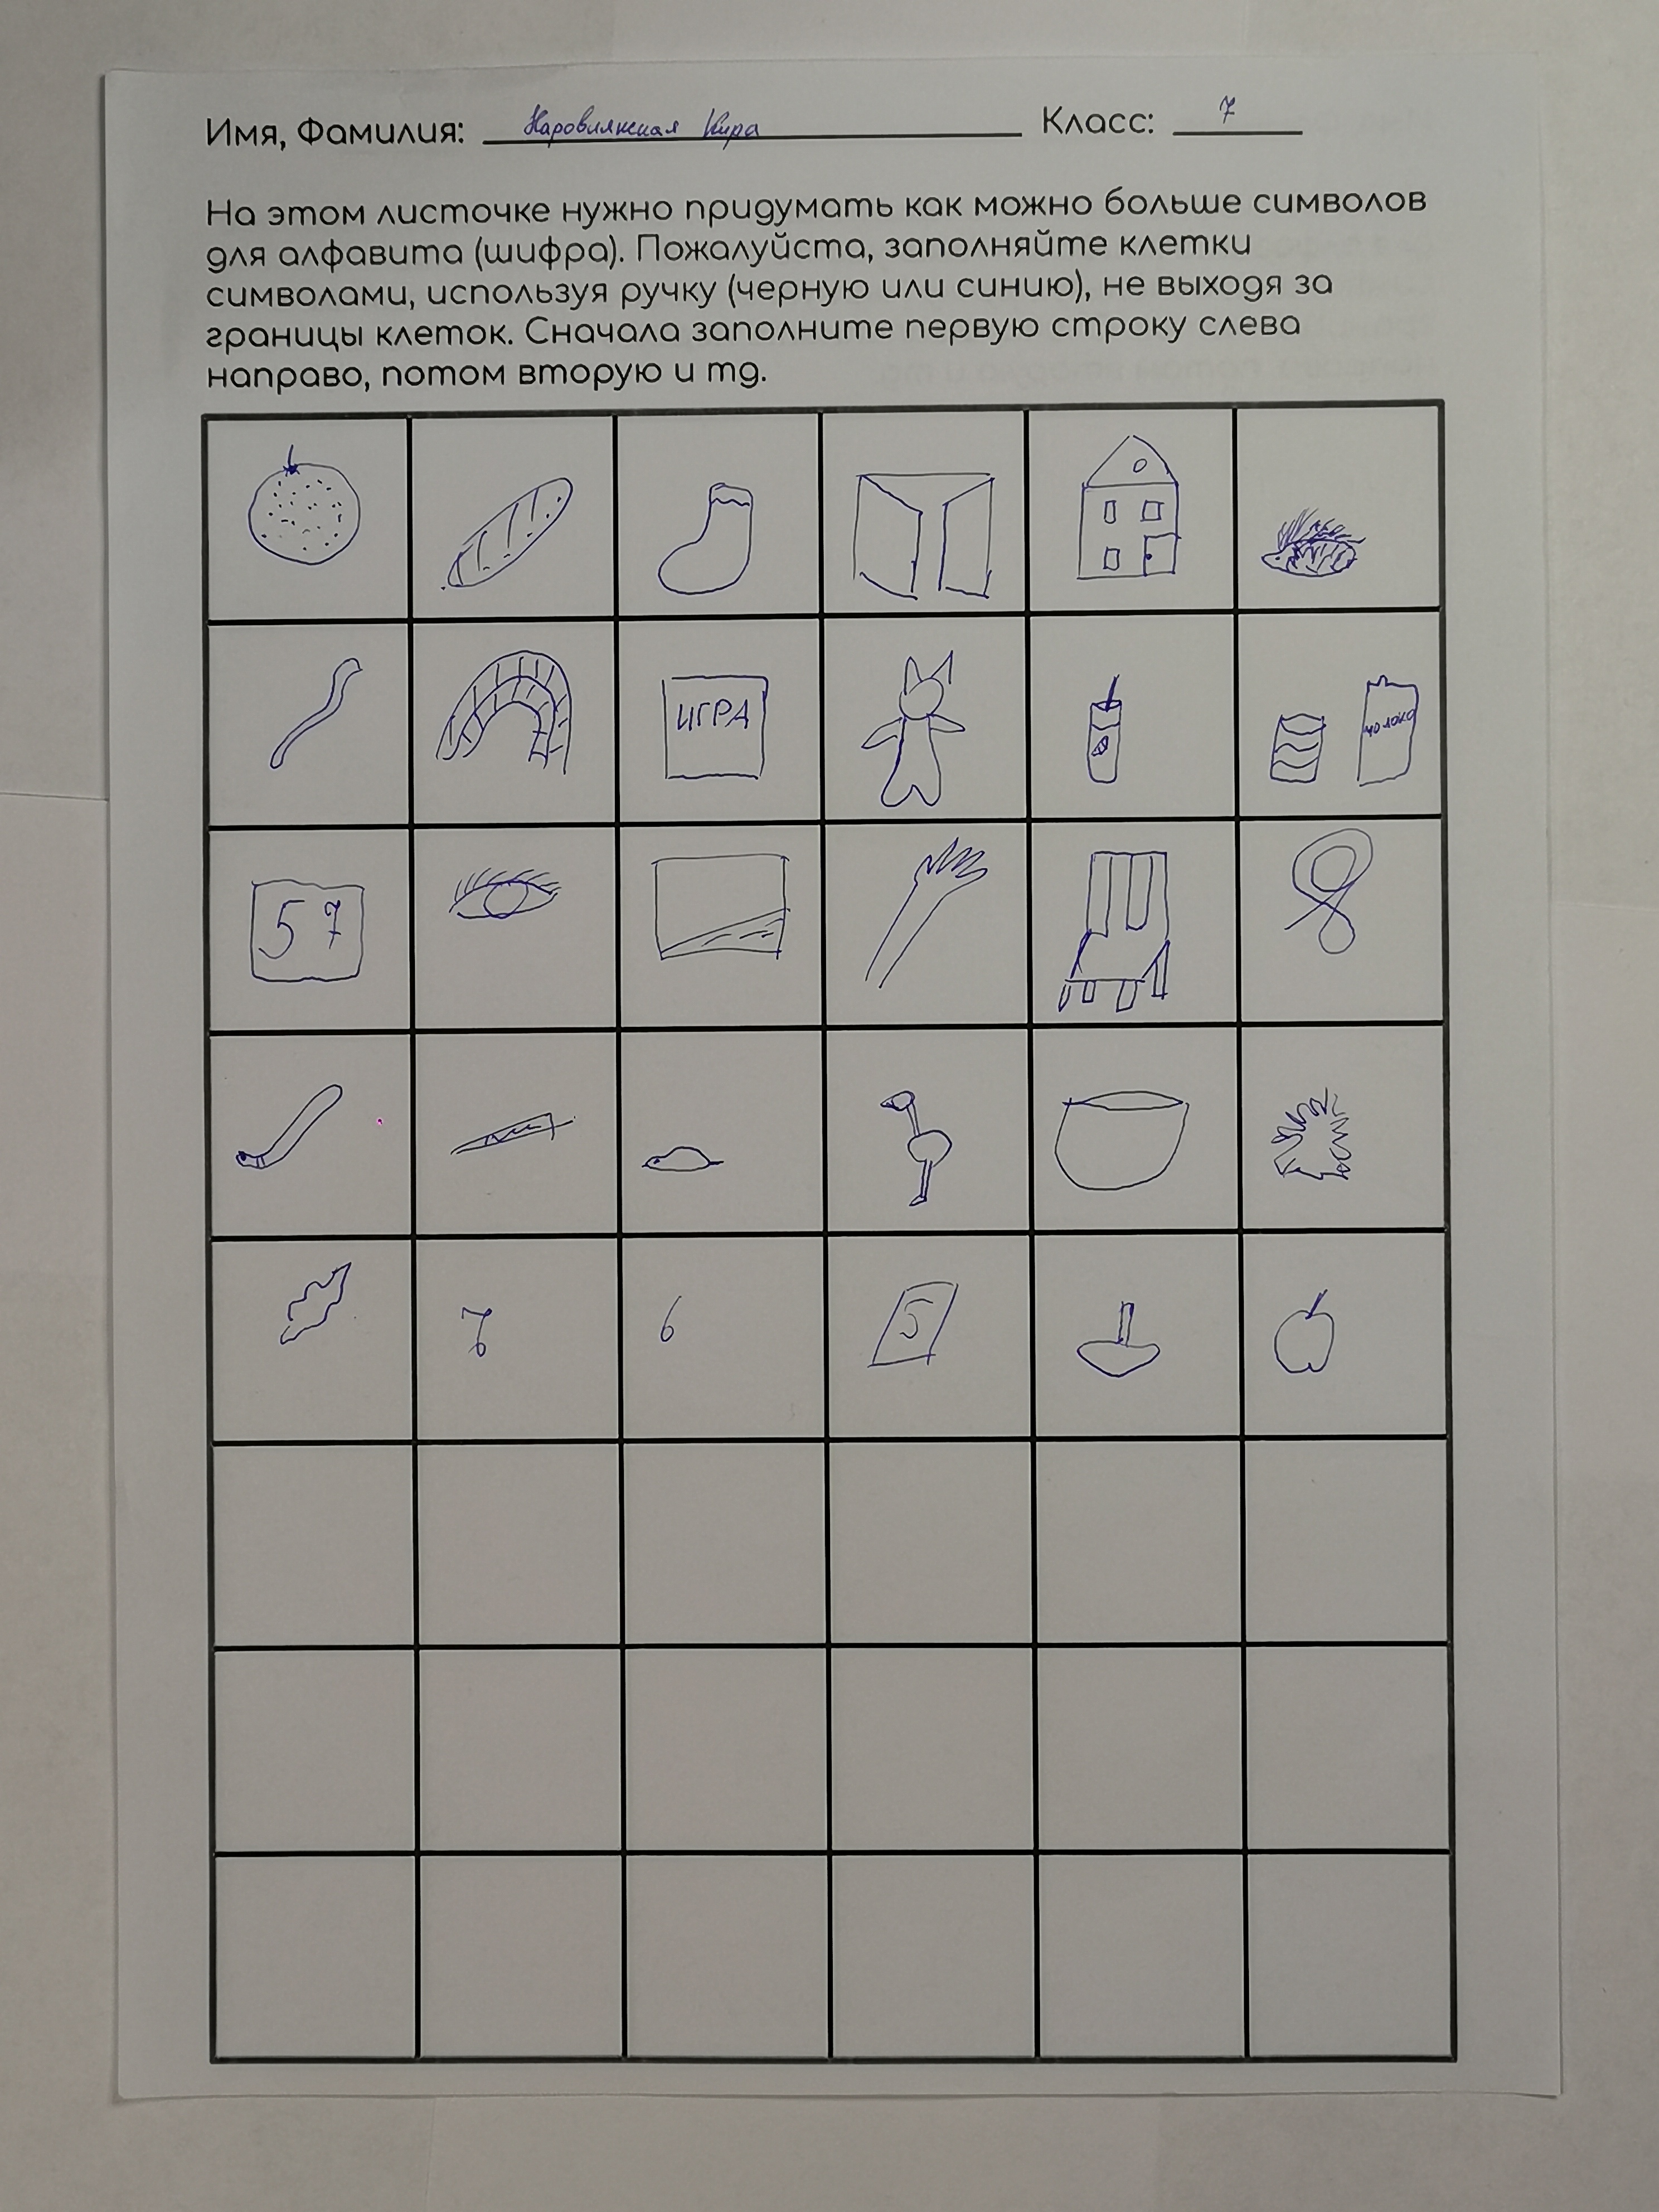 Имя, Фамилия: Наровлянская Кира Класс: 7
На этом листочке нужно придумать как можно больше символов
для алфавита (шифра). Пожалуйста, заполняйте клетки
символами, используя ручку (черную или синию), не выходя за
границы клеток. Сначала заполните первую строку слева
направо, потом вторую и тд.
ИГРА
молоко
57
7
6
5